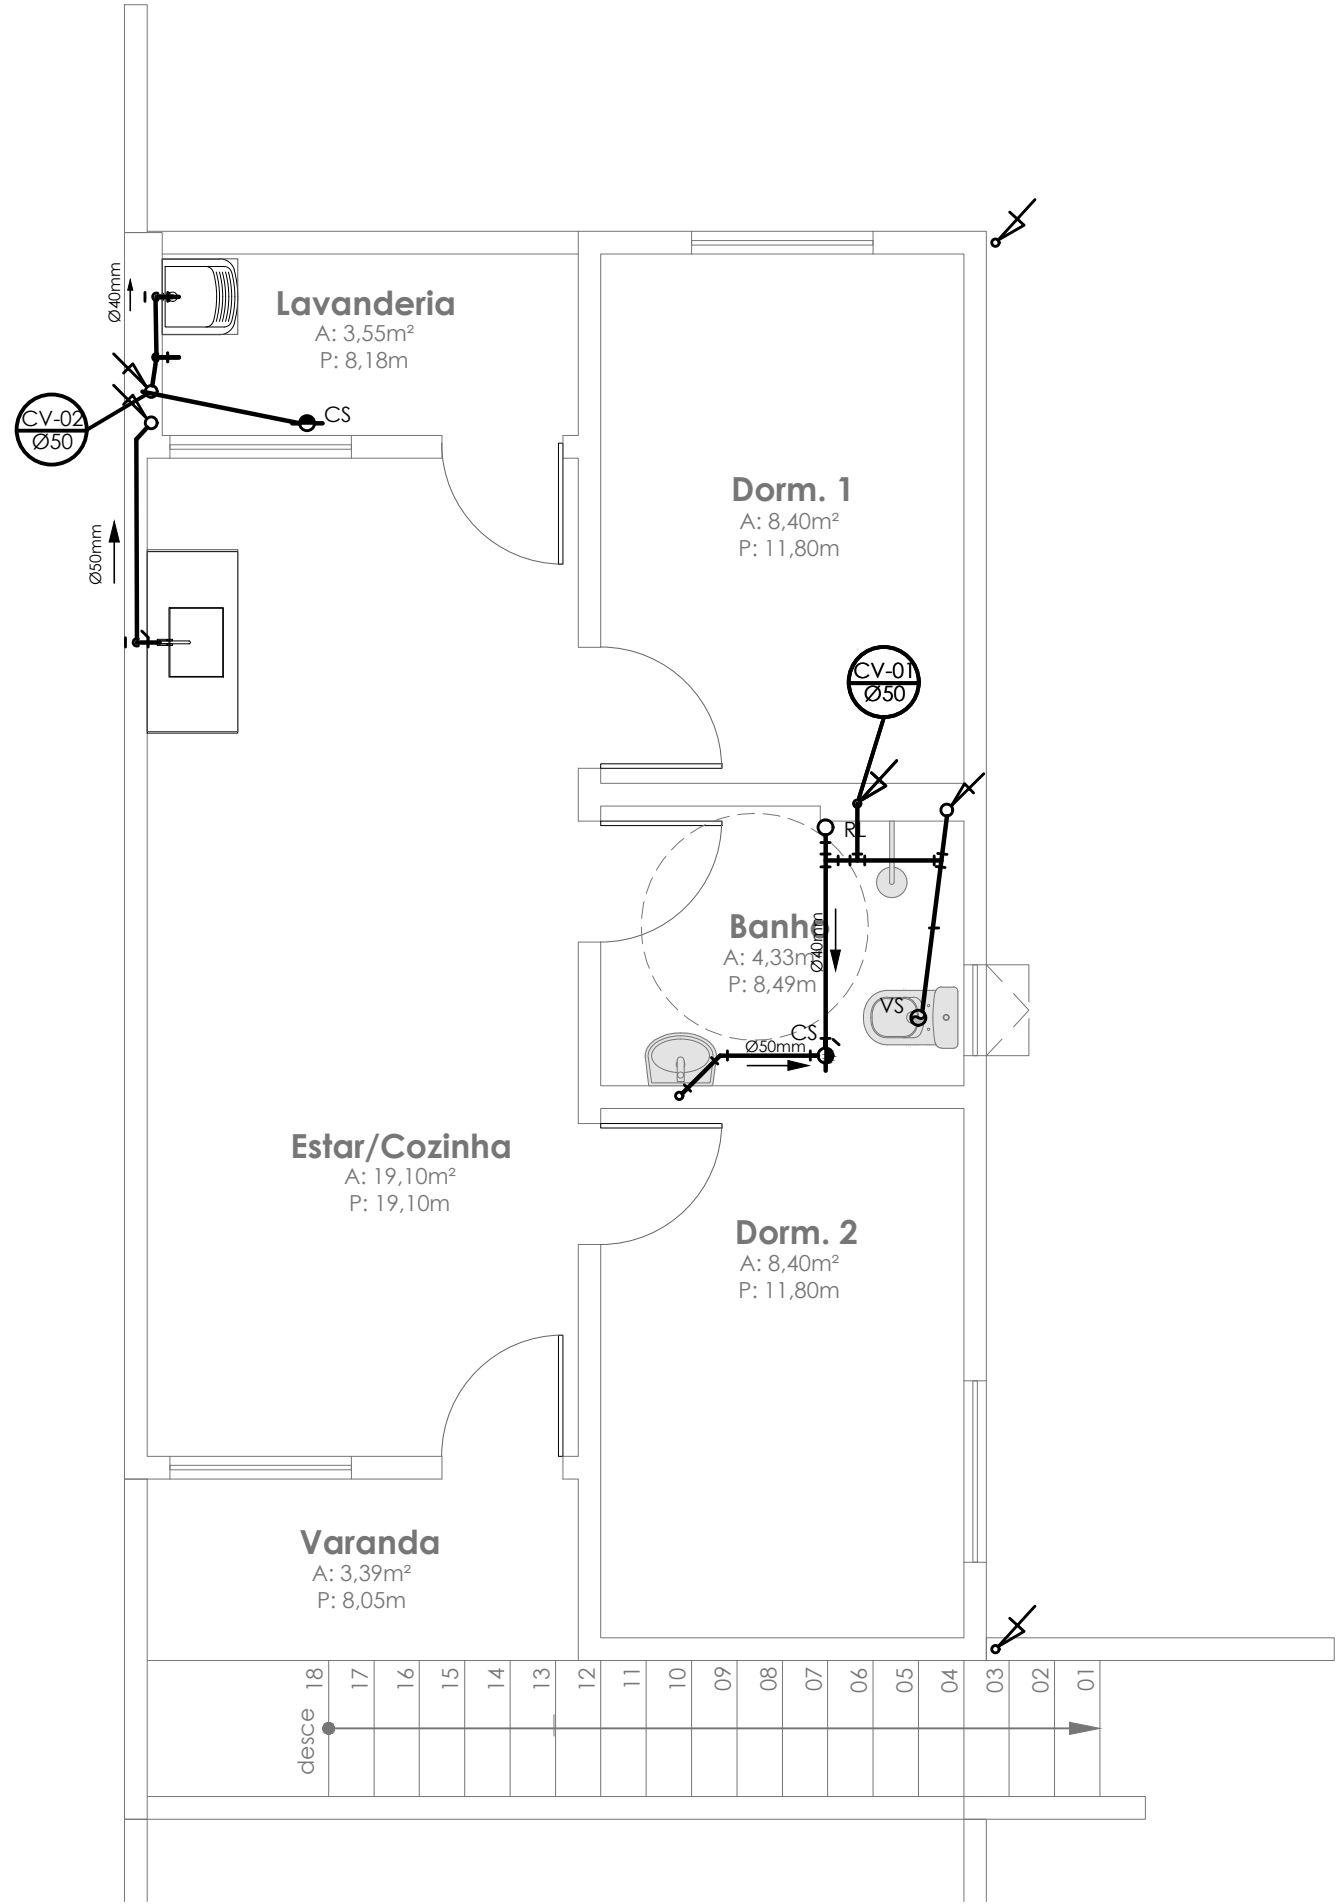 Ø40mm
Lavanderia
A: 3,55m²
P: 8,18m
CV-02
Ø50
CS
Ø50mm
Dorm. 1
A: 8,40m²
P: 11,80m
CV-01
Ø50
RL
Banho
A: 4,33m²
P: 8,49m
Ø40mm
VS
CS
Ø50mm
Estar/Cozinha
A: 19,10m²
P: 19,10m
Dorm. 2
A: 8,40m²
P: 11,80m
Varanda
A: 3,39m²
P: 8,05m
desce
18
17
16
15
14
13
12
11
10
09
08
07
06
05
04
03
02
01